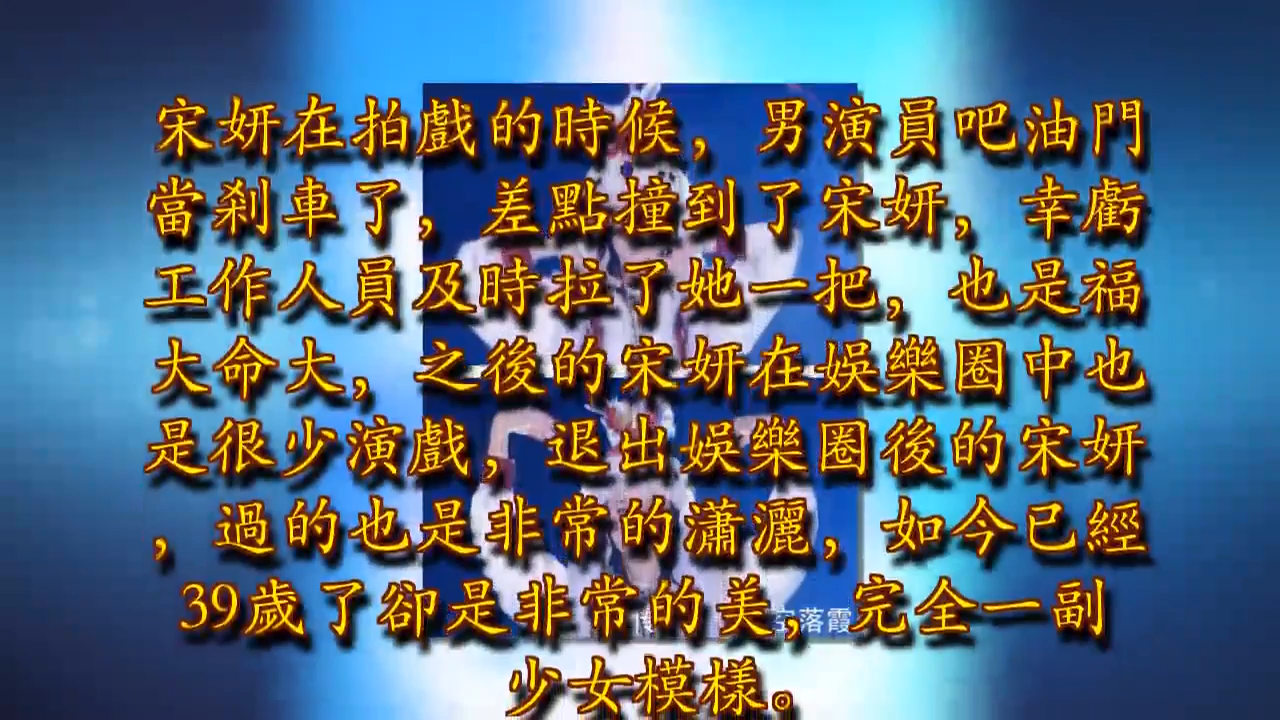 宋妍在拍戲的時候，男演員吧油門
當剎車了，差點撞到了宋妍，幸虧
工作人員及時拉了她一把，也是福
大命大，之後的宋妍在娛樂圈中也
是很少演戲，退出娛樂圈後的宋妍
，過的也是非常的瀟灑，如今已經
39歲了卻是非常的美，完全一副
少女模樣。
落霞